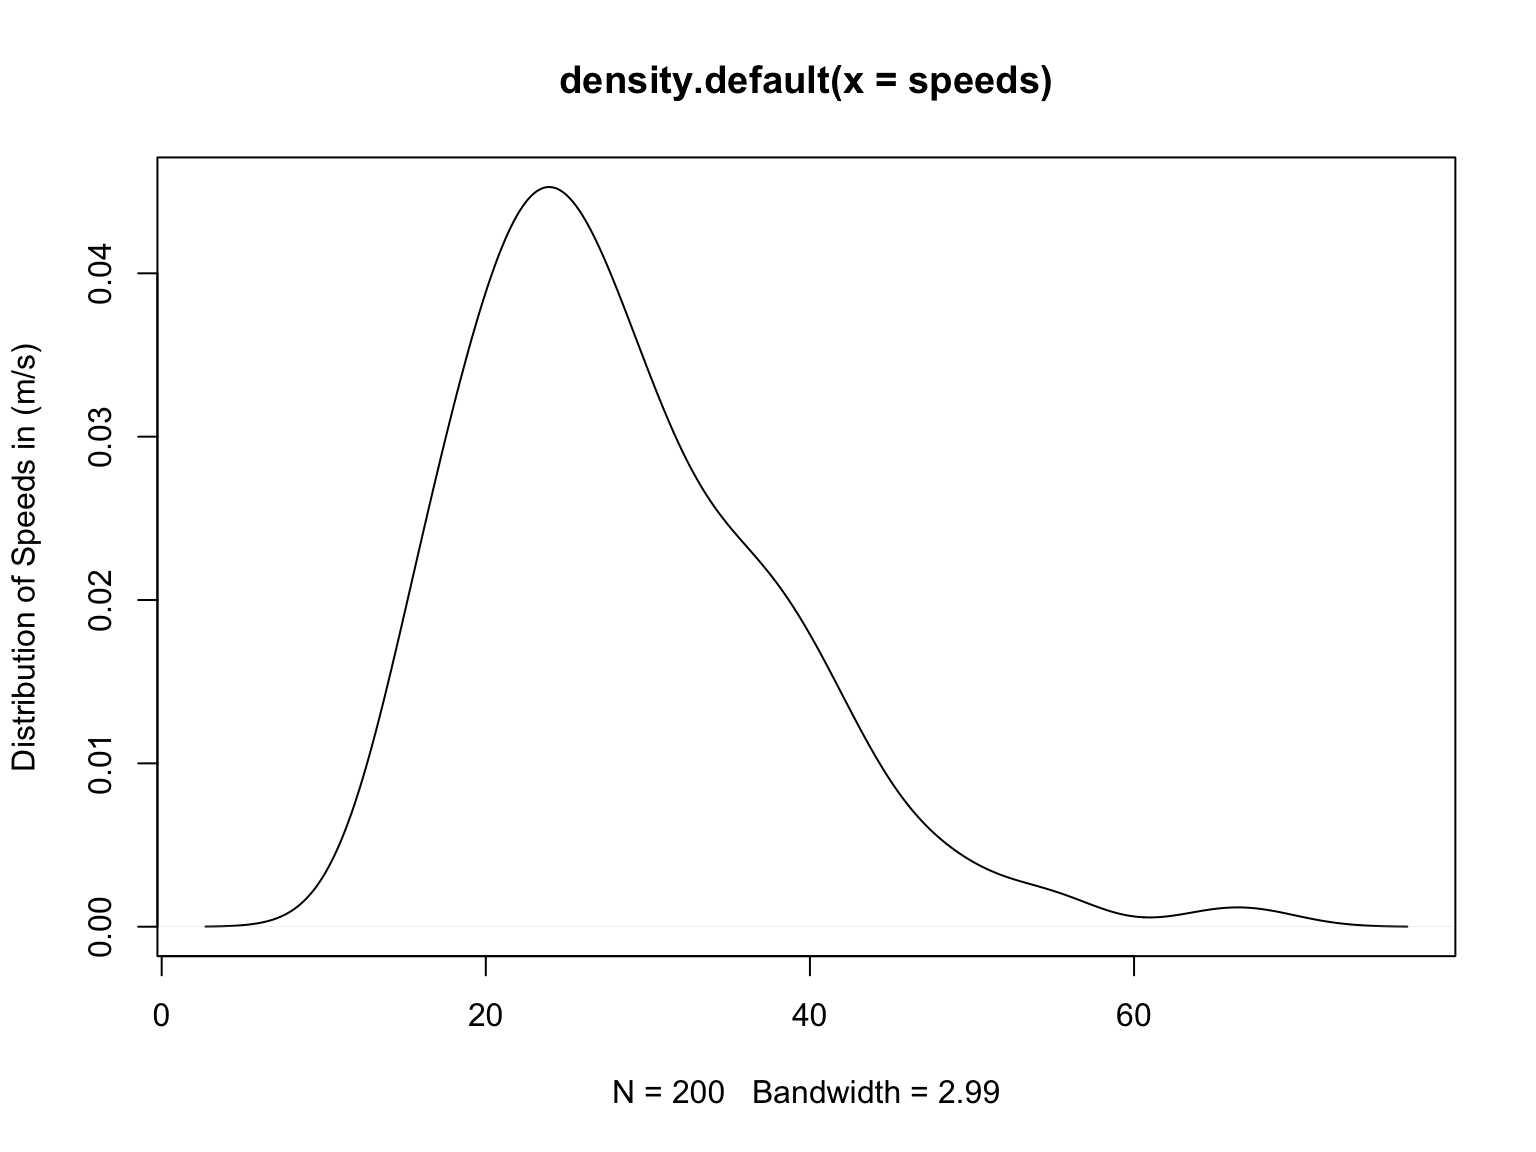 density.default(x = speeds)
Distribution of Speeds in (m/s)
0.04
0.03
0.02
0.01
0.00
0 20 40 60
N = 200 Bandwidth = 2.99